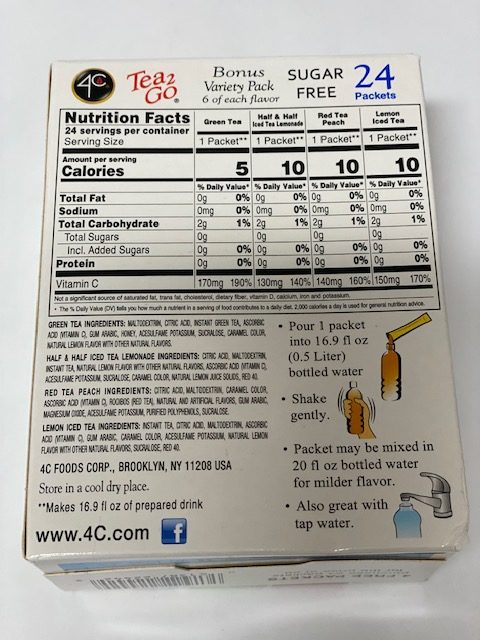 4C Tea2 GO® Bonus Variety Pack 6 of each flavor SUGAR FREE 24 Packets
Nutrition Facts Green Tea Half & Half Iced Tea Lemonade Red Tea Peach Lemon Iced Tea
24 servings per container
Serving Size 1 Packet** 1 Packet** 1 Packet** 1 Packet**
Amount per serving
Calories 5 10 10 10
% Daily Value* % Daily Value* % Daily Value* % Daily Value*
Total Fat 0g 0% 0g 0% 0g 0% 0g 0%
Sodium 0mg 0% 0mg 0% 0mg 0% 0mg 0%
Total Carbohydrate 2g 1% 2g 1% 2g 1% 2g 1%
Total Sugars 0g 0g 0g 0g
Incl. Added Sugars 0g 0% 0g 0% 0g 0% 0g 0%
Protein 0g 0% 0g 0% 0g 0% 0g 0%
Vitamin C 170mg 190% 130mg 140% 140mg 160% 150mg 170%
Not a significant source of saturated fat, trans fat, cholesterol, dietary fiber, vitamin D, calcium, iron and potassium.
* The % Daily Value (DV) tells you how much a nutrient in a serving of food contributes to a daily diet. 2,000 calories a day is used for general nutrition advice.
GREEN TEA INGREDIENTS: MALTODEXTRIN, CITRIC ACID, INSTANT GREEN TEA, ASCORBIC
ACID (VITAMIN C), GUM ARABIC, HONEY, ACESULFAME POTASSIUM, SUCRALOSE, CARAMEL COLOR,
NATURAL LEMON FLAVOR WITH OTHER NATURAL FLAVORS.
HALF & HALF ICED TEA LEMONADE INGREDIENTS: CITRIC ACID, MALTODEXTRIN,
INSTANT TEA, NATURAL LEMON FLAVOR WITH OTHER NATURAL FLAVORS, ASCORBIC ACID (VITAMIN C),
ACESULFAME POTASSIUM, SUCRALOSE, CARAMEL COLOR, NATURAL LEMON JUICE SOLIDS, RED 40.
RED TEA PEACH INGREDIENTS: CITRIC ACID, MALTODEXTRIN, CARAMEL COLOR,
ASCORBIC ACID (VITAMIN C), ROOIBOS (RED TEA), NATURAL AND ARTIFICIAL FLAVORS, GUM ARABIC,
MAGNESIUM OXIDE, ACESULFAME POTASSIUM, PURIFIED POLYPHENOLS, SUCRALOSE.
LEMON ICED TEA INGREDIENTS: INSTANT TEA, CITRIC ACID, MALTODEXTRIN, ASCORBIC
ACID (VITAMIN C), GUM ARABIC, CARAMEL COLOR, ACESULFAME POTASSIUM, NATURAL LEMON
FLAVOR WITH OTHER NATURAL FLAVORS, SUCRALOSE, RED 40.
4C FOODS CORP., BROOKLYN, NY 11208 USA
Store in a cool dry place.
**Makes 16.9 fl oz of prepared drink
www.4C.com f
• Pour 1 packet
into 16.9 fl oz
(0.5 Liter)
bottled water
• Shake
gently.
• Packet may be mixed in
20 fl oz bottled water
for milder flavor.
• Also great with
tap water.